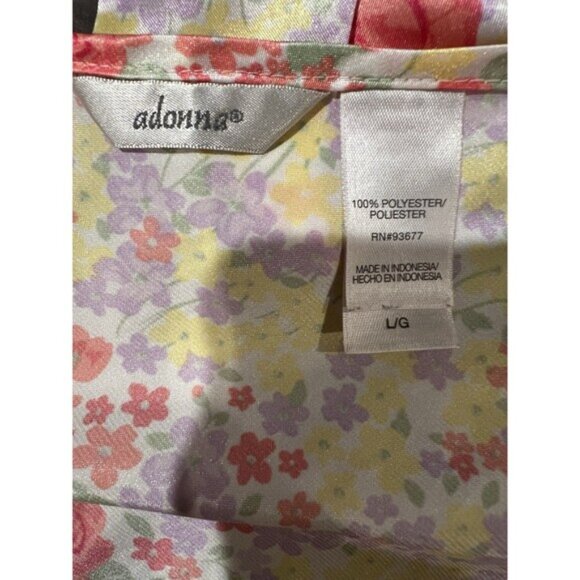 adonna®
100% POLYESTER/
POLIESTER
RN#93677
MADE IN INDONESIA/
HECHO EN INDONESIA
L/G